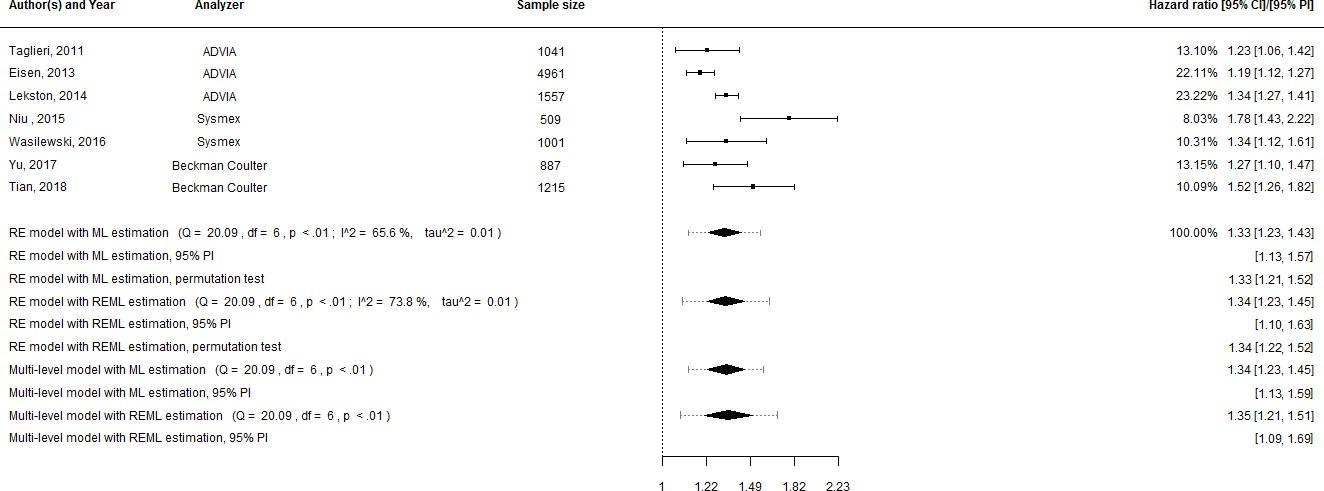 Author(s) and Year Analyzer Sample size Hazard ratio [95% CI]/[95% PI]
Taglieri, 2011 ADVIA 1041 13.10% 1.23 [1.06, 1.42]
Eisen, 2013 ADVIA 4961 22.11% 1.19 [1.12, 1.27]
Lekston, 2014 ADVIA 1557 23.22% 1.34 [1.27, 1.41]
Niu , 2015 Sysmex 509 8.03% 1.78 [1.43, 2.22]
Wasilewski, 2016 Sysmex 1001 10.31% 1.34 [1.12, 1.61]
Yu, 2017 Beckman Coulter 887 13.15% 1.27 [1.10, 1.47]
Tian, 2018 Beckman Coulter 1215 10.09% 1.52 [1.26, 1.82]
RE model with ML estimation (Q = 20.09 , df = 6 , p < .01 ; I^2 = 65.6 %, tau^2 = 0.01 ) 100.00% 1.33 [1.23, 1.43]
RE model with ML estimation, 95% PI [1.13, 1.57]
RE model with ML estimation, permutation test 1.33 [1.21, 1.52]
RE model with REML estimation (Q = 20.09 , df = 6 , p < .01 ; I^2 = 73.8 %, tau^2 = 0.01 ) 1.34 [1.23, 1.45]
RE model with REML estimation, 95% PI [1.10, 1.63]
RE model with REML estimation, permutation test 1.34 [1.22, 1.52]
Multi-level model with ML estimation (Q = 20.09 , df = 6 , p < .01 ) 1.34 [1.23, 1.45]
Multi-level model with ML estimation, 95% PI [1.13, 1.59]
Multi-level model with REML estimation (Q = 20.09 , df = 6 , p < .01 ) 1.35 [1.21, 1.51]
Multi-level model with REML estimation, 95% PI [1.09, 1.69]
1 1.22 1.49 1.82 2.23